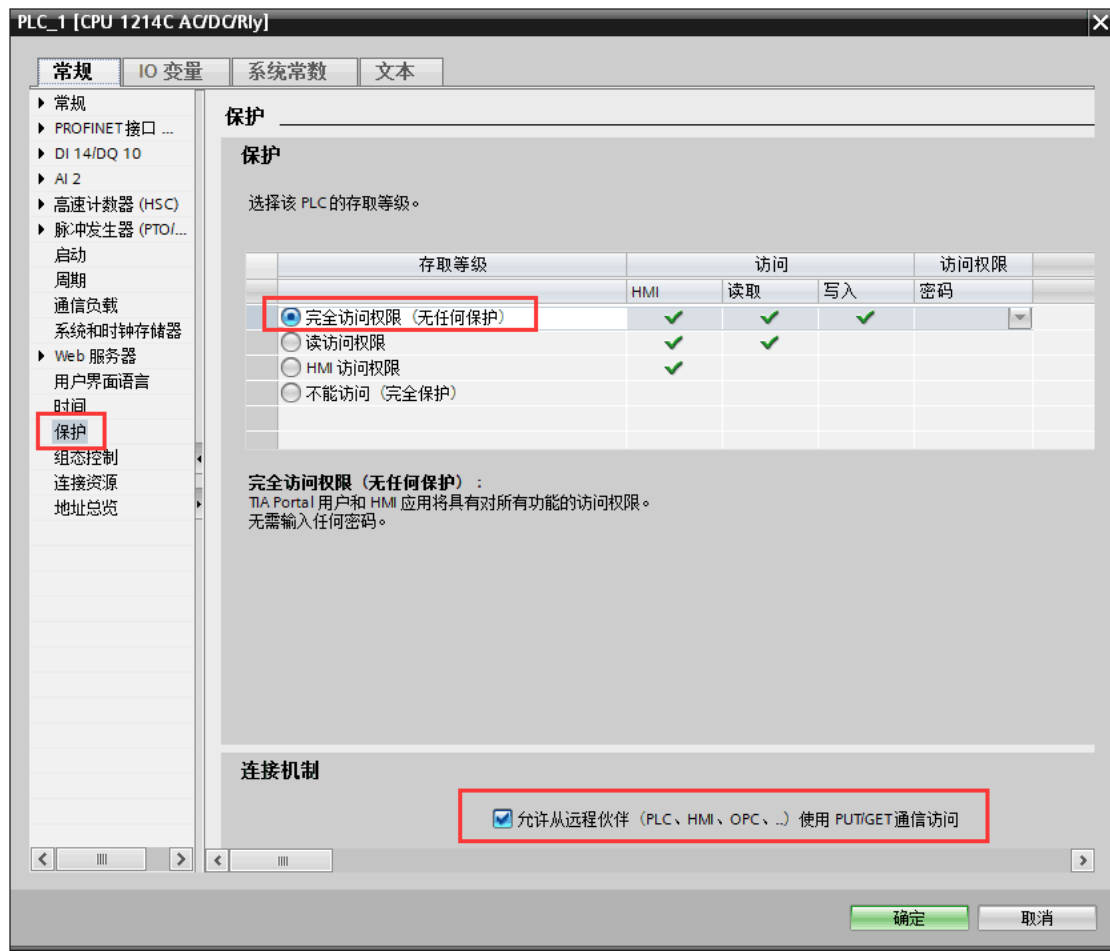 PLC_1 [CPU 1214C AC/DC/Rly]
常规
IO 变量
系统常数
文本
常规
PROFINET接口 ...
DI 14/DQ 10
AI 2
高速计数器 (HSC)
脉冲发生器 (PTO/...
启动
周期
通信负载
系统和时钟存储器
Web 服务器
用户界面语言
时间
保护
组态控制
连接资源
地址总览
保护
保护
选择该 PLC的存取等级。
存取等级 访问 访问权限
HMI 读取 写入 密码
完全访问权限（无任何保护）
读访问权限
HMI 访问权限
不能访问（完全保护）
完全访问权限（无任何保护）：
TIA Portal 用户和 HMI 应用将具有对所有功能的访问权限。
无需输入任何密码。
连接机制
允许从远程伙伴（PLC、HMI、OPC、...）使用 PUT/GET通信访问
确定
取消